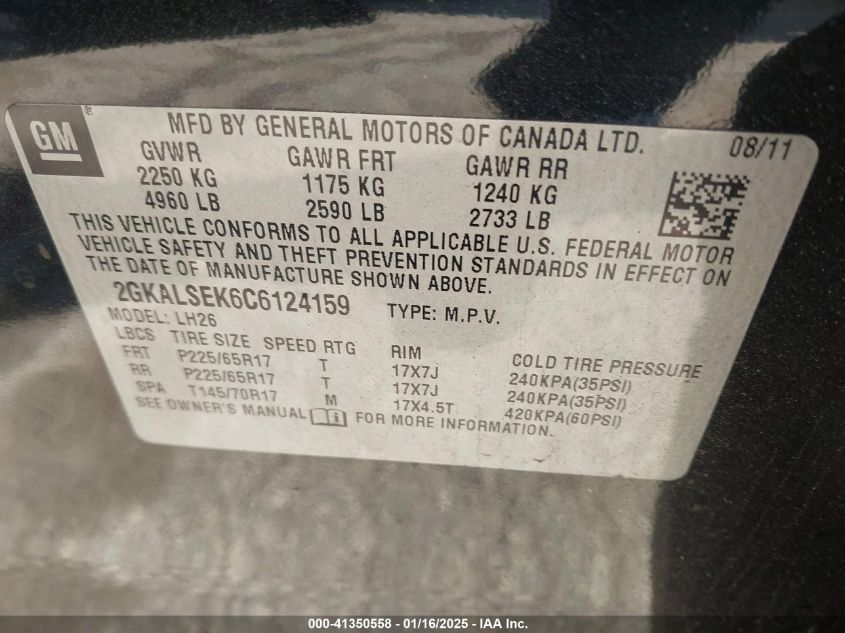 GM ®
MFD BY GENERAL MOTORS OF CANADA LTD. 08/11
GVWR GAWR FRT GAWR RR
2250 KG 1175 KG 1240 KG
4960 LB 2590 LB 2733 LB
THIS VEHICLE CONFORMS TO ALL APPLICABLE U.S. FEDERAL MOTOR
VEHICLE SAFETY AND THEFT PREVENTION STANDARDS IN EFFECT ON
THE DATE OF MANUFACTURE SHOWN ABOVE.
2GKALSEK6C6124159 TYPE: M.P.V.
MODEL: LH26
LBCS TIRE SIZE SPEED RTG RIM COLD TIRE PRESSURE
FRT P225/65R17 T 17X7J 240KPA(35PSI)
RR P225/65R17 T 17X7J 240KPA(35PSI)
SPA T145/70R17 M 17X4.5T 420KPA(60PSI)
SEE OWNER'S MANUAL FOR MORE INFORMATION.
000-41350558 - 01/16/2025 - IAA Inc.